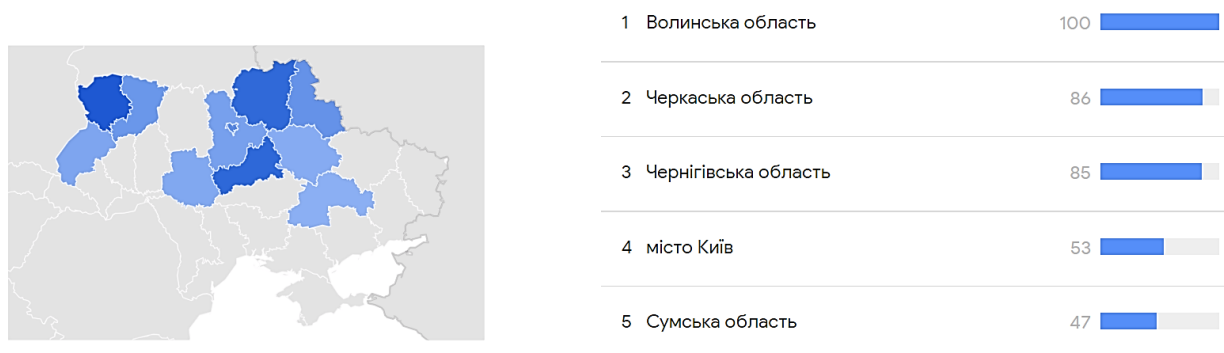 1 Волинська область 100
2 Черкаська область 86
3 Чернігівська область 85
4 місто Київ 53
5 Сумська область 47